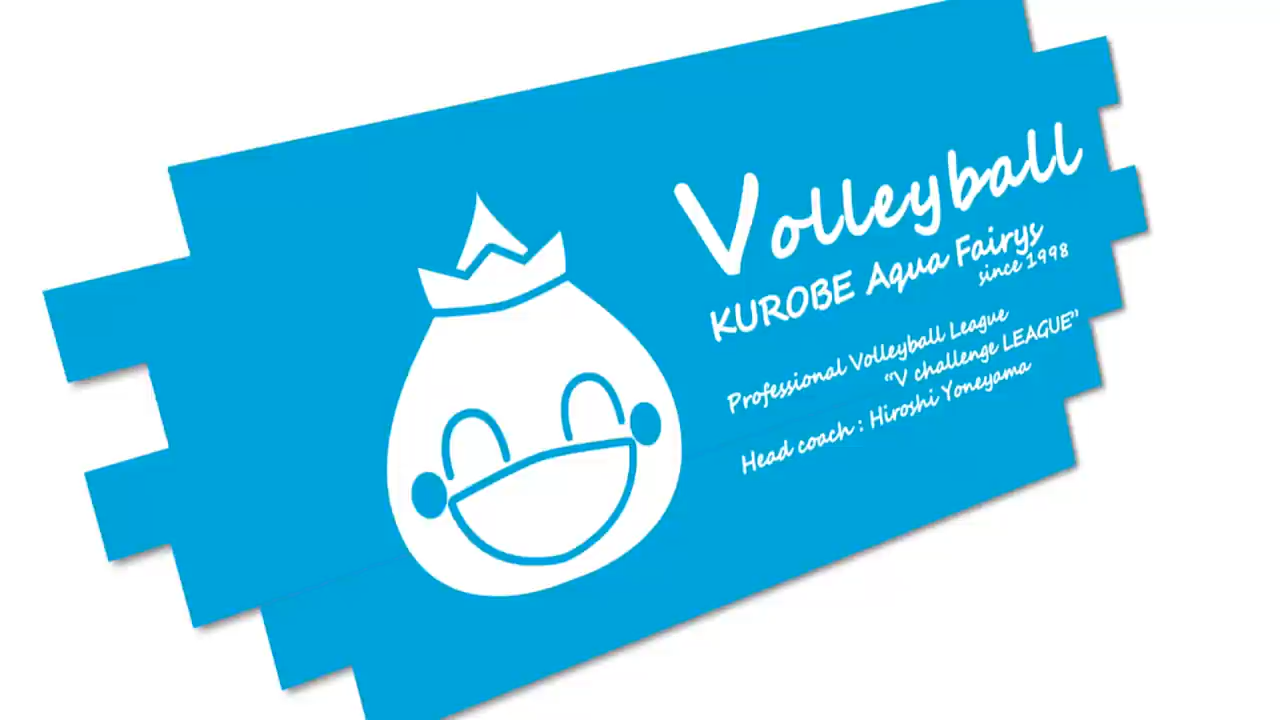 Volleyball
KUROBE Aqua Fairys
since 1998
Professional Volleyball League
“V challenge LEAGUE”
Head coach : Hiroshi Yoneyama